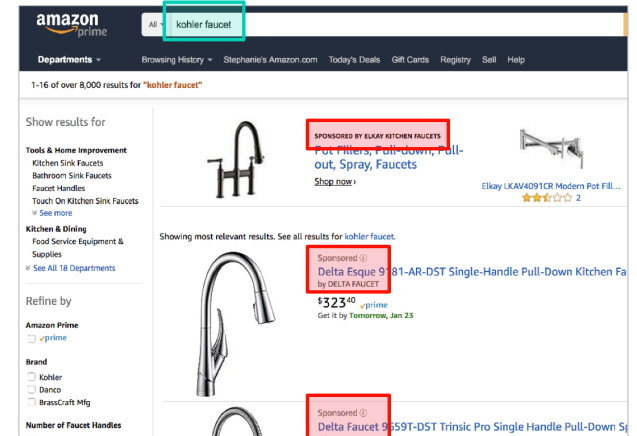 amazon
prime
All
kohler faucet
Departments
Browsing History
Stephanie's Amazon.com
Today's Deals
Gift Cards
Registry
Sell
Help
1-16 of over 8,000 results for "kohler faucet"
Show results for
Tools & Home Improvement
Kitchen Sink Faucets
Bathroom Sink Faucets
Faucet Handles
Touch On Kitchen Sink Faucets
See more
Kitchen & Dining
Food Service Equipment &
Supplies
See All 18 Departments
Refine by
Amazon Prime
prime
Brand
Kohler
Danco
BrassCraft Mfg
Number of Faucet Handles
SPONSORED BY ELKAY KITCHEN FAUCETS
Pot Fillers, Pull-down, Pull-
out, Spray, Faucets
Shop now›
Elkay LKAV4091CR Modern Pot Fill...
2
Showing most relevant results. See all results for kohler faucet.
Sponsored
Delta Esque 9181-AR-DST Single-Handle Pull-Down Kitchen Fa
by DELTA FAUCET
$323 40 prime
Get it by Tomorrow, Jan 23
Sponsored
Delta Faucet 9659T-DST Trinsic Pro Single Handle Pull-Down Sp